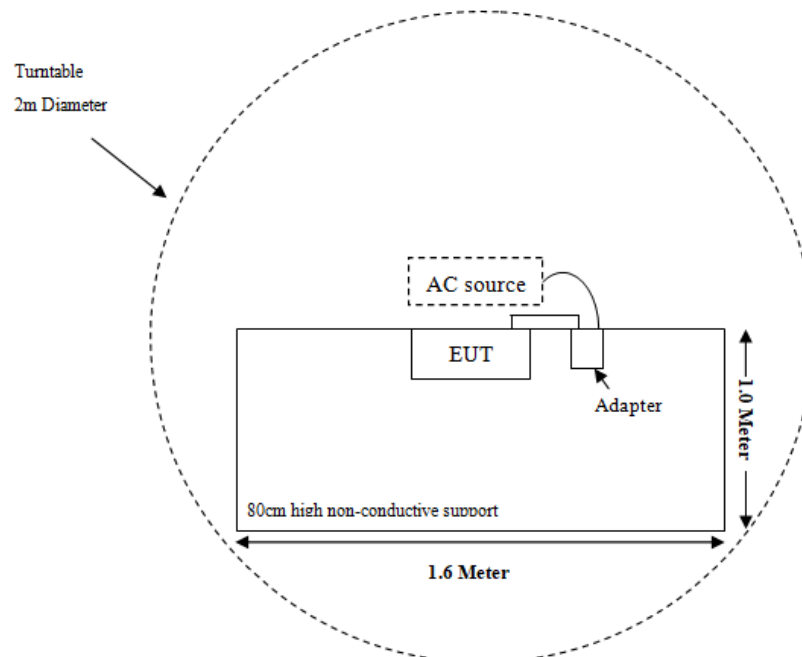 Turntable
2m Diameter
AC source
EUT
Adapter
1.0 Meter
80cm high non-conductive support
1.6 Meter